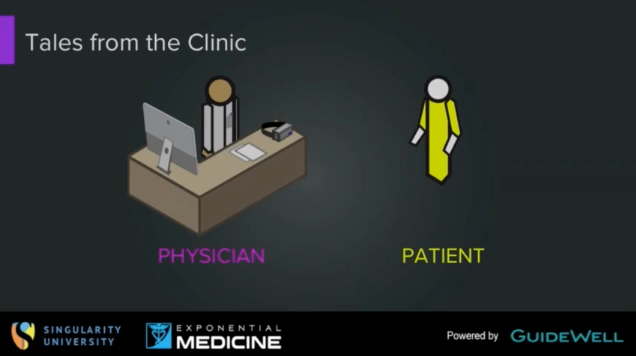 Tales from the Clinic
PHYSICIAN
PATIENT
SINGULARITY
UNIVERSITY
EXPONENTIAL
MEDICINE
Powered by GUIDEWELL